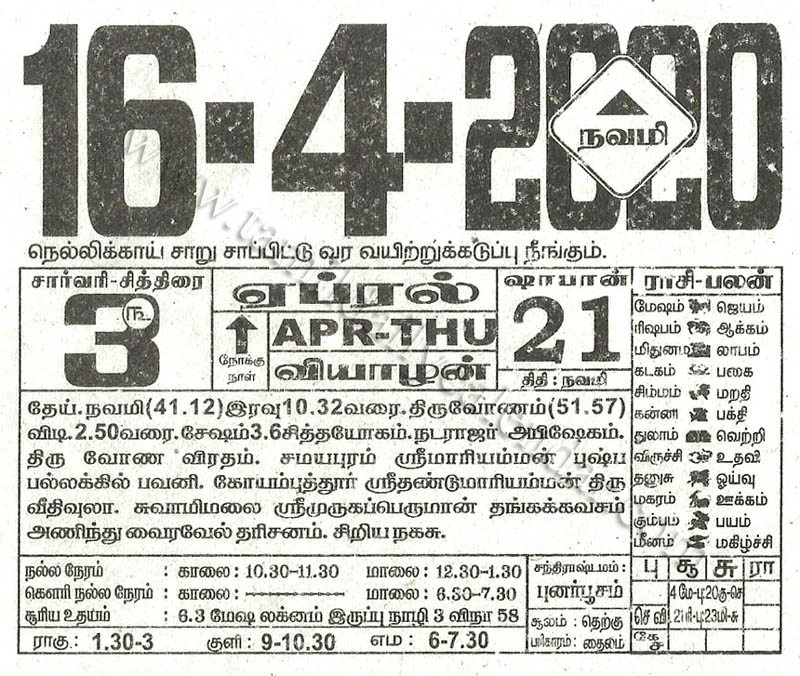 16-4-2020
நவமி
நெல்லிக்காய் சாறு சாப்பிட்டு வர வயிற்றுக்கடுப்பு நீங்கும்.
சார்வரி-சித்திரை
3
ஏப்ரல்
APR-THU
வியாழன்
நோக்கு
நாள்
ஷாபான்
21
திதி : நவமி
தேய். நவமி(41.12)இரவு10.32வரை.திருவோணம்(51.57)
விடி.2.50வரை.சேஷம்3.6சித்தயோகம். நடராஜர் அபிஷேகம்.
திரு வோண விரதம். சமயபுரம் ஸ்ரீமாரியம்மன் புஷ்ப
பல்லக்கில் பவனி. கோயம்புத்தூர் ஸ்ரீதண்டுமாரியம்மன் திரு
வீதிவுலா. சுவாமிமலை ஸ்ரீமுருகப்பெருமான் தங்கக்கவசம்
அணிந்து வைரவேல் தரிசனம். சிறிய நகசு.
ராசி-பலன்
மேஷம் ஜெயம்
ரிஷபம் ஆக்கம்
மிதுனம் லாபம்
கடகம் பகை
சிம்மம் மறதி
கன்னி பக்தி
துலாம் வெற்றி
விருச்சி உதவி
தனுசு ஓய்வு
மகரம் ஊக்கம்
கும்பம் பயம்
மீனம் மகிழ்ச்சி
நல்ல நேரம் : காலை: 10.30-11.30 மாலை: 12.30-1.30
கௌரி நல்ல நேரம் : காலை: மாலை: 6.30-7.30
சூரிய உதயம் : 6.3 மேஷ லக்னம் இருப்பு நாழி 3 விநா 58
ராகு: 1.30-3 குளி: 9-10.30 எம: 6-7.30
சந்திராஷ்டமம்:
புனர்பூசம்
சூலம் : தெற்கு
பரிகாரம்: தைலம்
பு சூ சு ரா
செ வி
கே